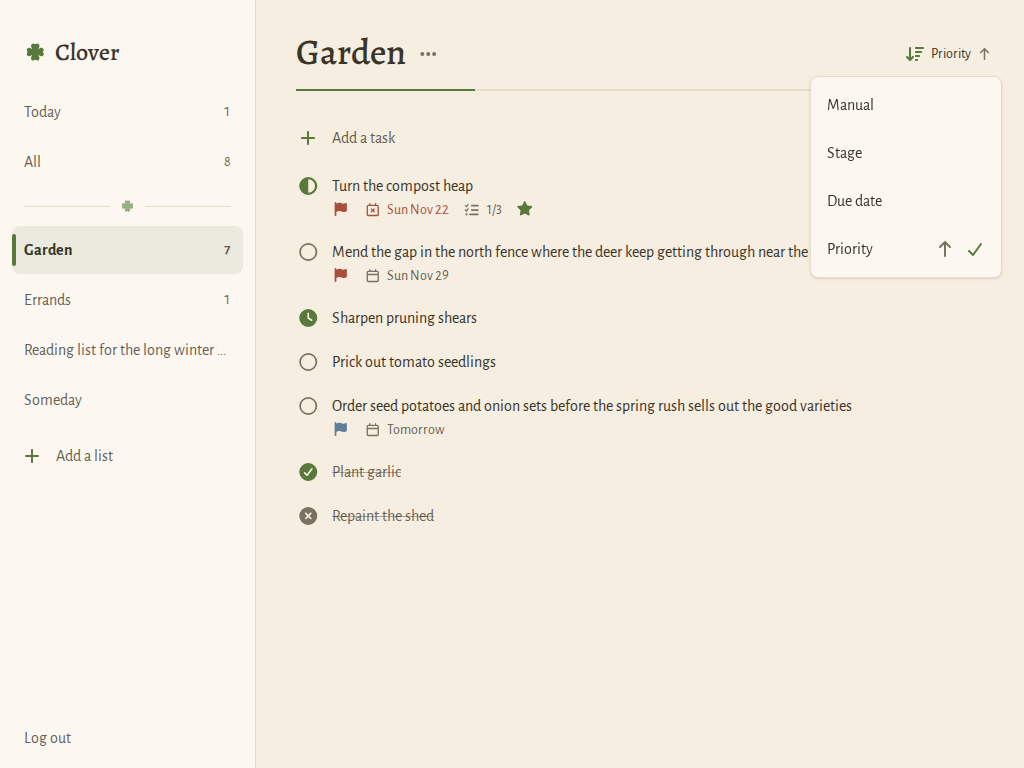 Clover
Today 1
All 8
Garden 7
Errands 1
Reading list for the long winter ...
Someday
Add a list
Log out
Garden
Priority
Manual
Stage
Due date
Priority
Add a task
Turn the compost heap
Sun Nov 22 1/3
Mend the gap in the north fence where the deer keep getting through near the
Sun Nov 29
Sharpen pruning shears
Prick out tomato seedlings
Order seed potatoes and onion sets before the spring rush sells out the good varieties
Tomorrow
Plant garlic
Repaint the shed